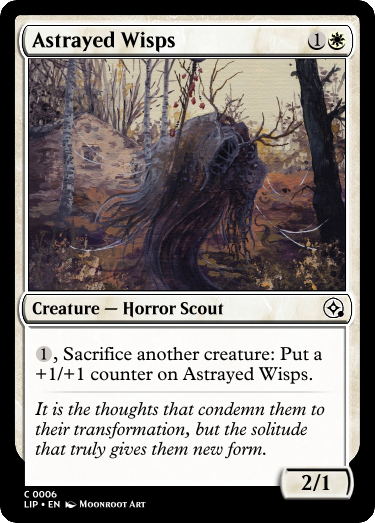 Astrayed Wisps 1
Creature — Horror Scout
1, Sacrifice another creature: Put a
+1/+1 counter on Astrayed Wisps.
It is the thoughts that condemn them to
their transformation, but the solitude
that truly gives them new form.
2/1
C 0006
LIP • EN Moonroot Art